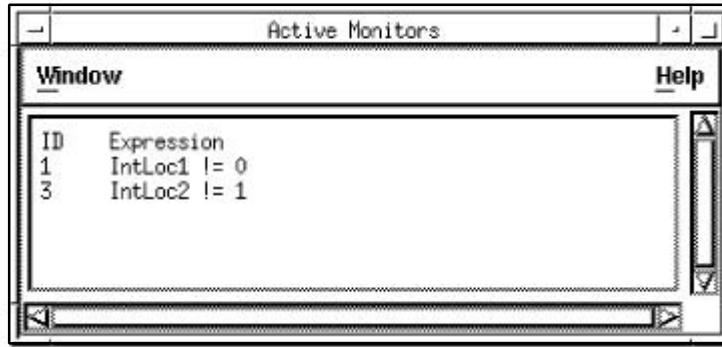 Active Monitors
Window Help
ID Expression
1 IntLoc1 != 0
3 IntLoc2 != 1